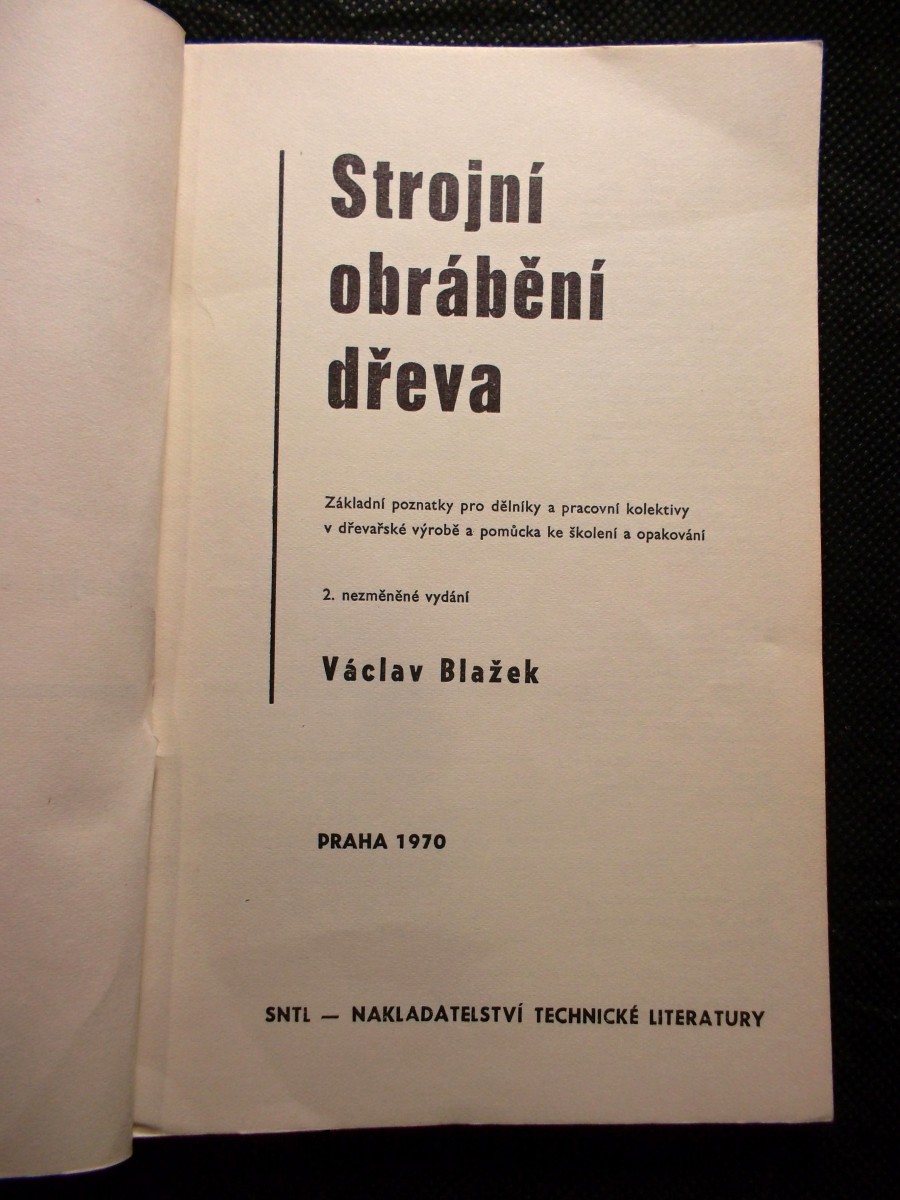 Strojní
obrábění
dřeva
Základní poznatky pro dělníky a pracovní kolektivy
v dřevařské výrobě a pomůcka ke školení a opakování
2. nezměněné vydání
Václav Blažek
PRAHA 1970
SNTL — NAKLADATELSTVÍ TECHNICKÉ LITERATURY